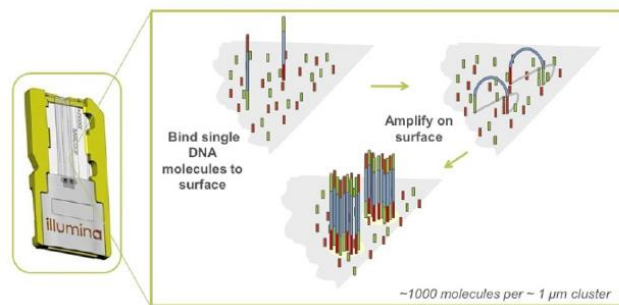 Bind single
DNA
molecules to
surface
Amplify on
surface
illumina
~1000 molecules per ~ 1 µm cluster